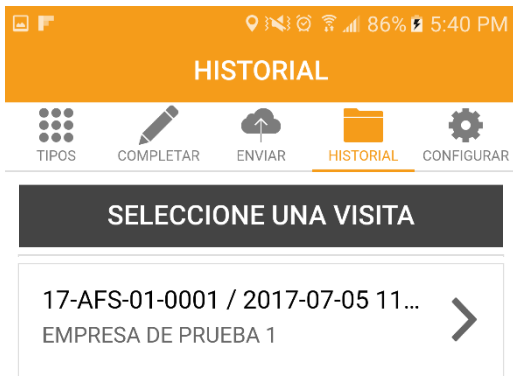 86% 5:40 PM
HISTORIAL
TIPOS COMPLETAR ENVIAR HISTORIAL CONFIGURAR
SELECCIONE UNA VISITA
17-AFS-01-0001 / 2017-07-05 11...
EMPRESA DE PRUEBA 1